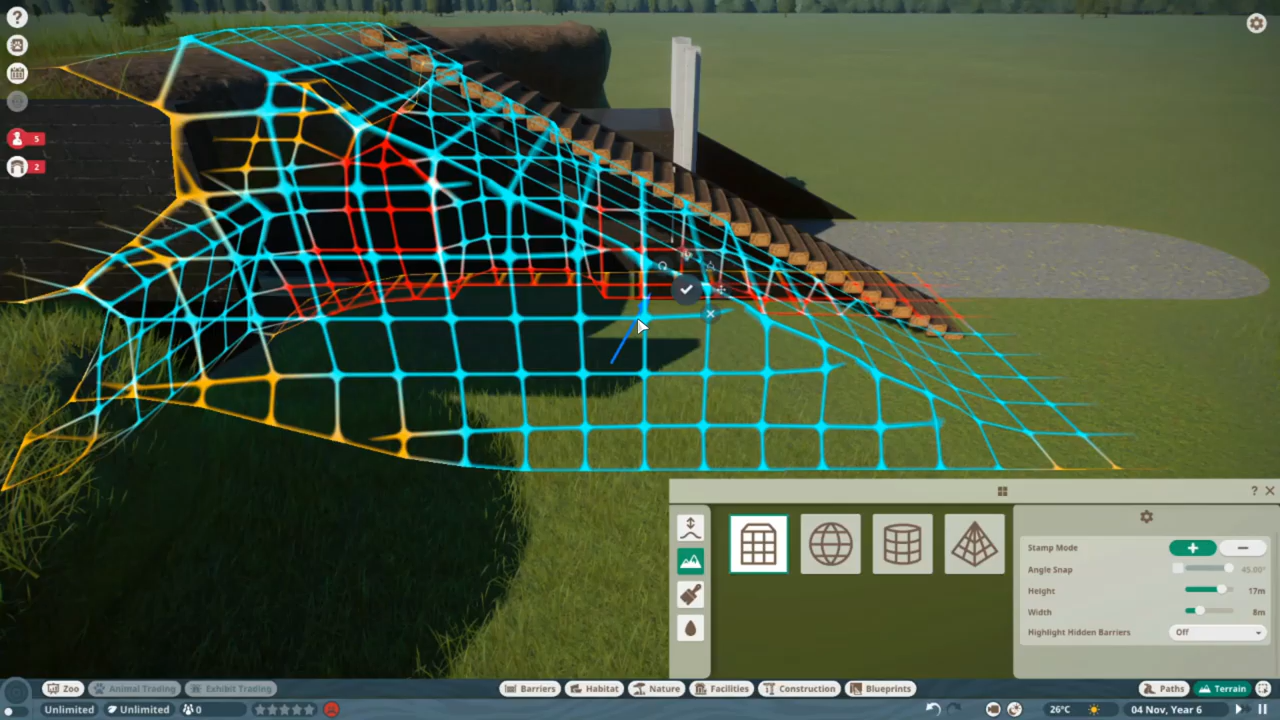 ?
5
2
?
Stamp Mode
Angle Snap 45.00°
Height 17m
Width 8m
Highlight Hidden Barriers Off
Zoo Animal Trading Exhibit Trading Barriers Habitat Nature Facilities Construction Blueprints Paths Terrain
Unlimited Unlimited 0 26°C 04 Nov, Year 6